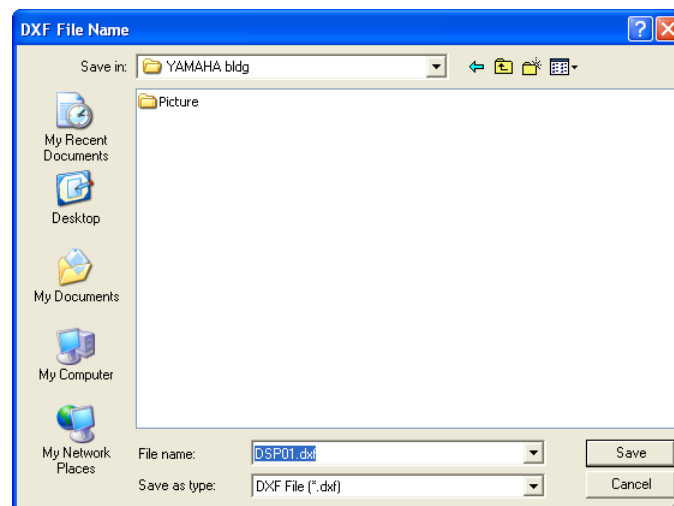 DXF File Name
Save in:
YAMAHA bldg
Picture
My Recent
Documents
Desktop
My Documents
My Computer
My Network
Places
File name:
DSP01.dxf
Save
Save as type:
DXF File (*.dxf)
Cancel